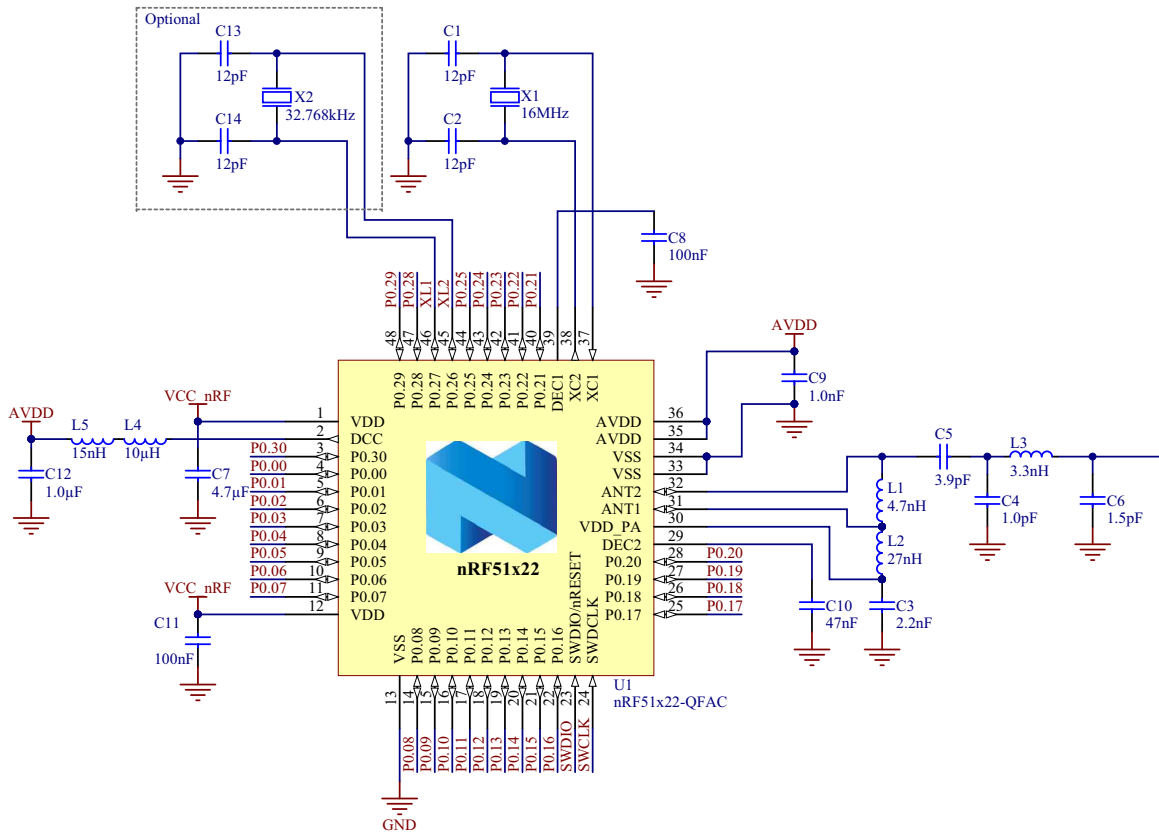 Optional
C13
12pF
X2
32.768kHz
C14
12pF
C1
12pF
X1
16MHz
C2
12pF
C8
100nF
P0.29
P0.28
XL1
XL2
P0.25
P0.24
P0.23
P0.22
P0.21
48
47
46
45
44
43
42
41
40
39
38
37
P0.29
P0.28
P0.27
P0.26
P0.25
P0.24
P0.23
P0.22
P0.21
DEC1
XC2
XC1
AVDD
C9
1.0nF
AVDD
L5
15nH
L4
10µH
C12
1.0µF
VCC_nRF
C7
4.7µF
1 VDD
2 DCC
P0.30 3 P0.30
P0.00 4 P0.00
P0.01 5 P0.01
P0.02 6 P0.02
P0.03 7 P0.03
P0.04 8 P0.04
P0.05 9 P0.05
P0.06 10 P0.06
P0.07 11 P0.07
12 VDD
VCC_nRF
C11
100nF
nRF51x22
AVDD 36
AVDD 35
VSS 34
VSS 33
ANT2 32
ANT1 31
VDD_PA 30
DEC2 29
P0.20 28 P0.20
P0.19 27 P0.19
P0.18 26 P0.18
P0.17 25 P0.17
C5
3.9pF
L3
3.3nH
L1
4.7nH
C4
1.0pF
C6
1.5pF
L2
27nH
C10
47nF
C3
2.2nF
VSS
P0.08
P0.09
P0.10
P0.11
P0.12
P0.13
P0.14
P0.15
P0.16
SWDIO/nRESET
SWDCLK
U1
nRF51x22-QFAC
13
14
15
16
17
18
19
20
21
22
23
24
P0.08
P0.09
P0.10
P0.11
P0.12
P0.13
P0.14
P0.15
P0.16
SWDIO
SWCLK
GND